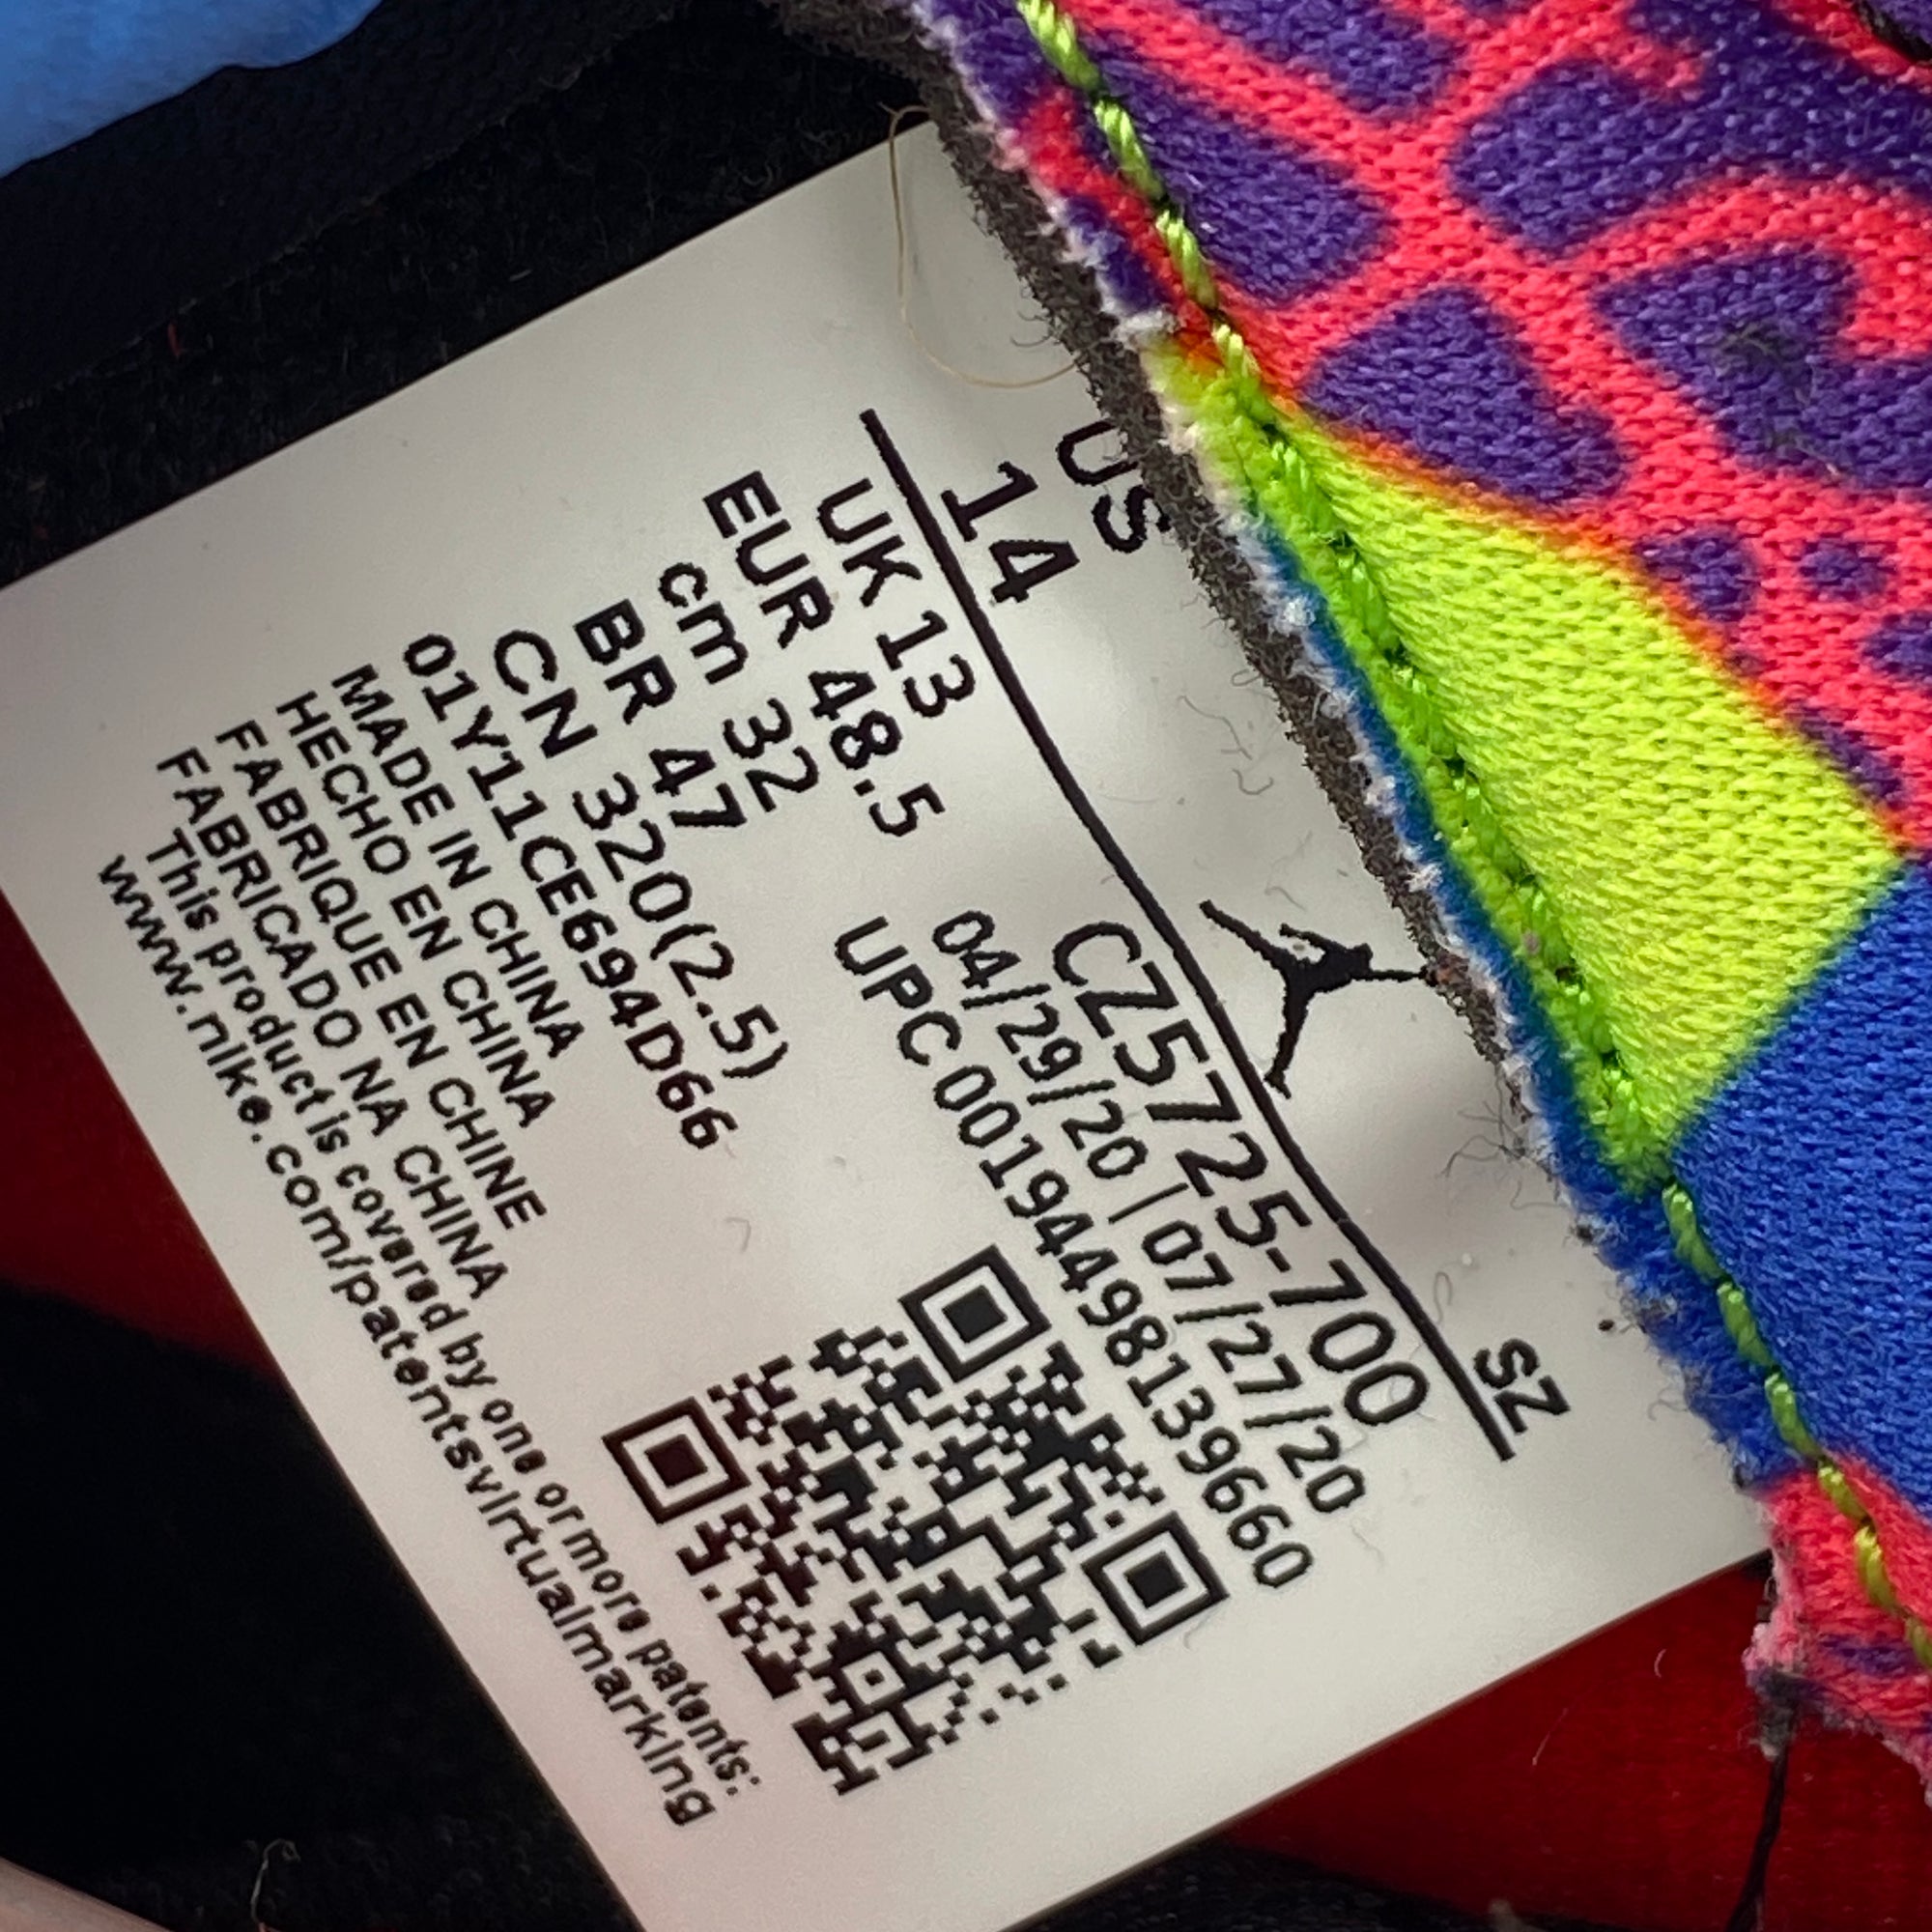 US
14
SZ
UK 13
EUR 48.5
cm 32
BR 47
CN 320(2.5)
01Y11CE694D66
CZ5725-700
04/29/20 | 07/27/20
UPC 00194498139660
MADE IN CHINA
HECHO EN CHINA
FABRIQUE EN CHINE
FABRICADO NA CHINA
This product is covered by one or more patents:
www.nike.com/patentsvirtualmarking